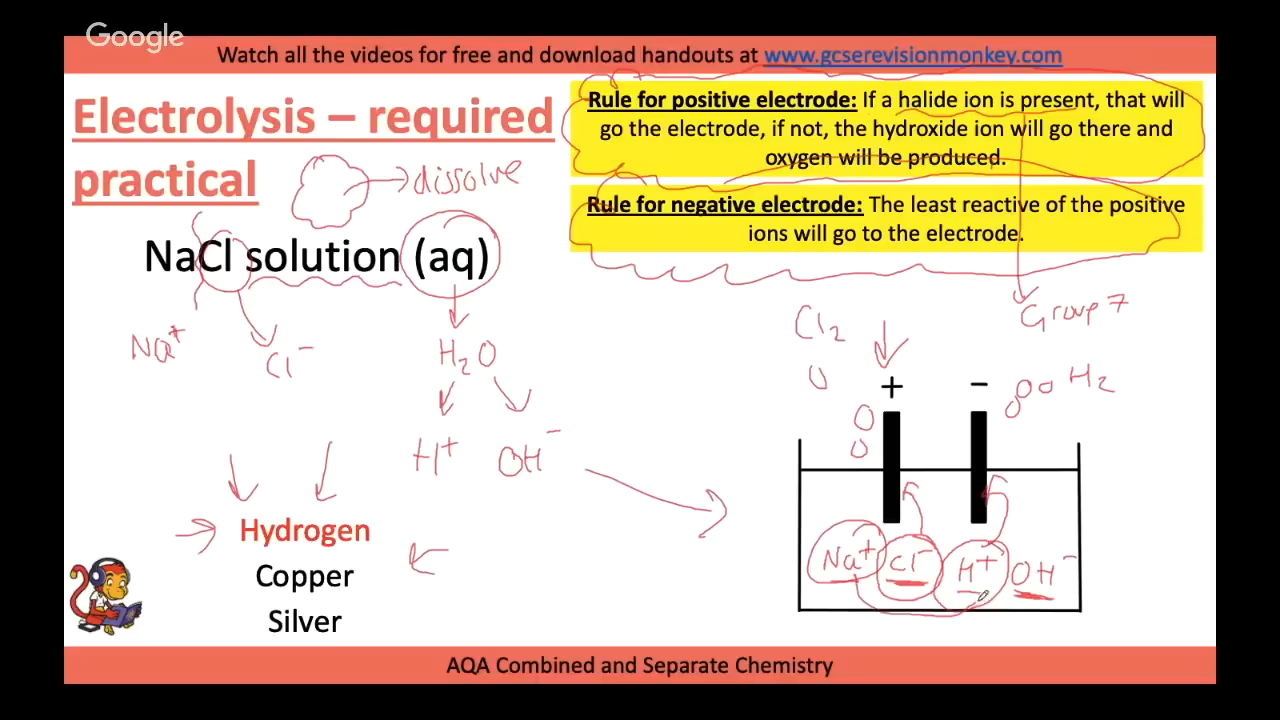 Google
Watch all the videos for free and download handouts at www.gcserevisionmonkey.com
Electrolysis – required
practical
Rule for positive electrode: If a halide ion is present, that will
go the electrode, if not, the hydroxide ion will go there and
oxygen will be produced.
Rule for negative electrode: The least reactive of the positive
ions will go to the electrode.
dissolve
NaCl solution (aq)
Na⁺
Cl⁻
H₂O
H⁺ OH⁻
Hydrogen
Copper
Silver
Group 7
Cl₂
H₂
+ −
Na⁺ Cl⁻ H⁺ OH⁻
AQA Combined and Separate Chemistry